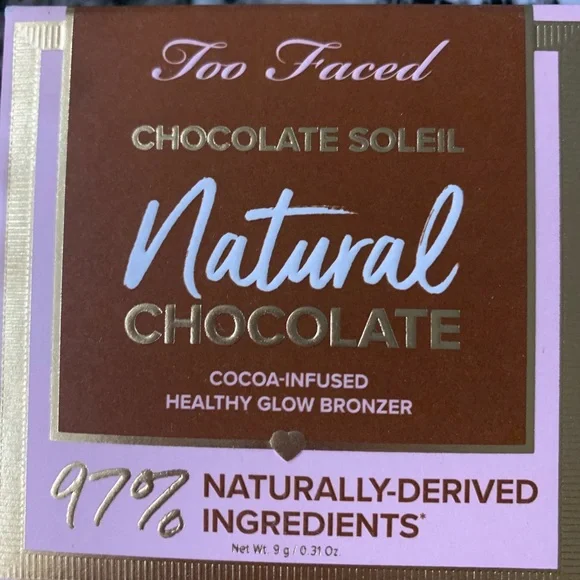 Too Faced
CHOCOLATE SOLEIL
Natural
CHOCOLATE
COCOA-INFUSED
HEALTHY GLOW BRONZER
97% NATURALLY-DERIVED
INGREDIENTS*
Net Wt. 9 g / 0.31 Oz.